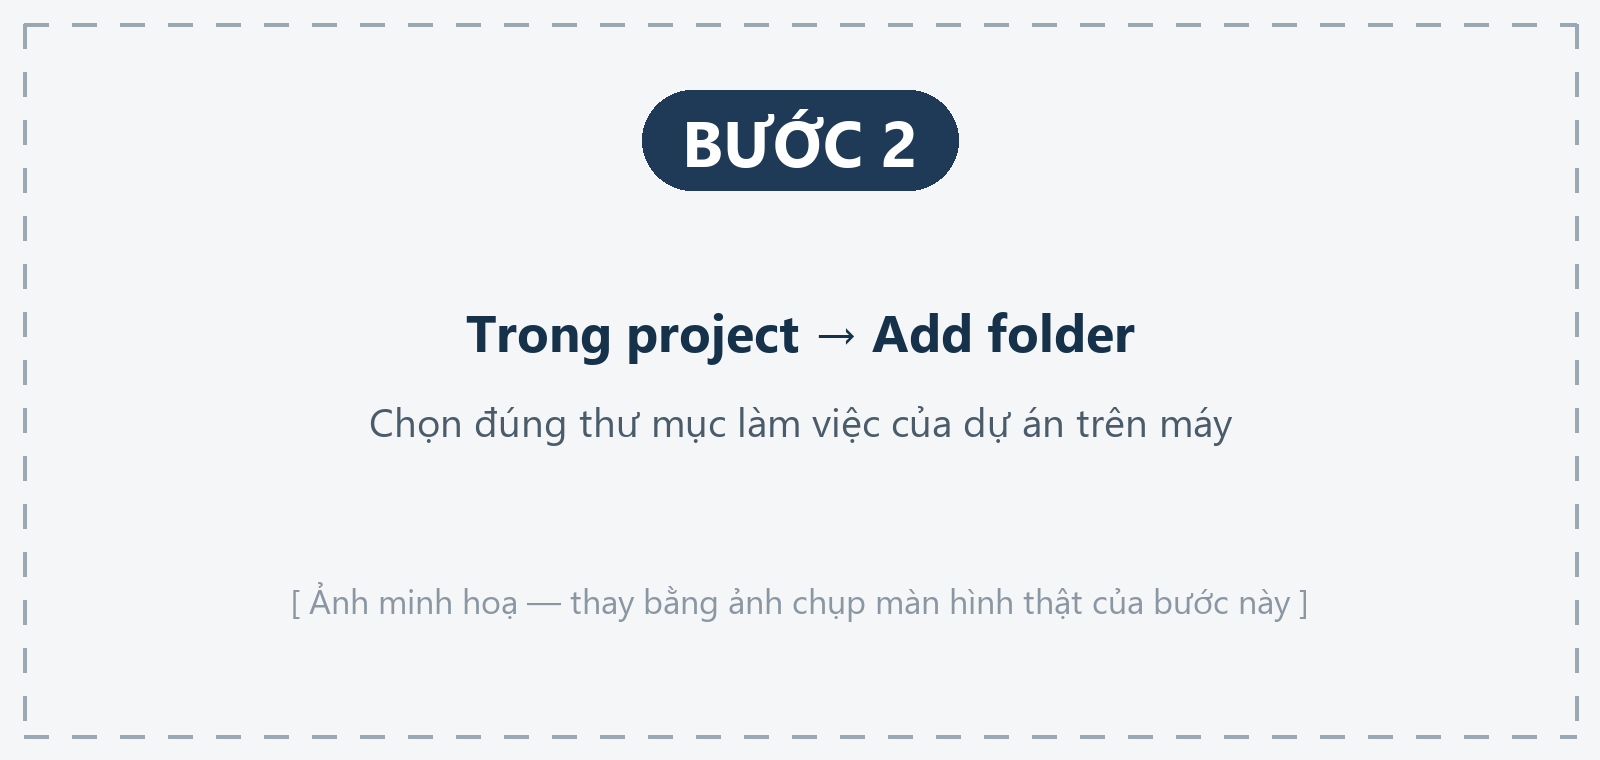 BƯỚC 2
Trong project → Add folder
Chọn đúng thư mục làm việc của dự án trên máy
[ Ảnh minh hoạ — thay bằng ảnh chụp màn hình thật của bước này ]